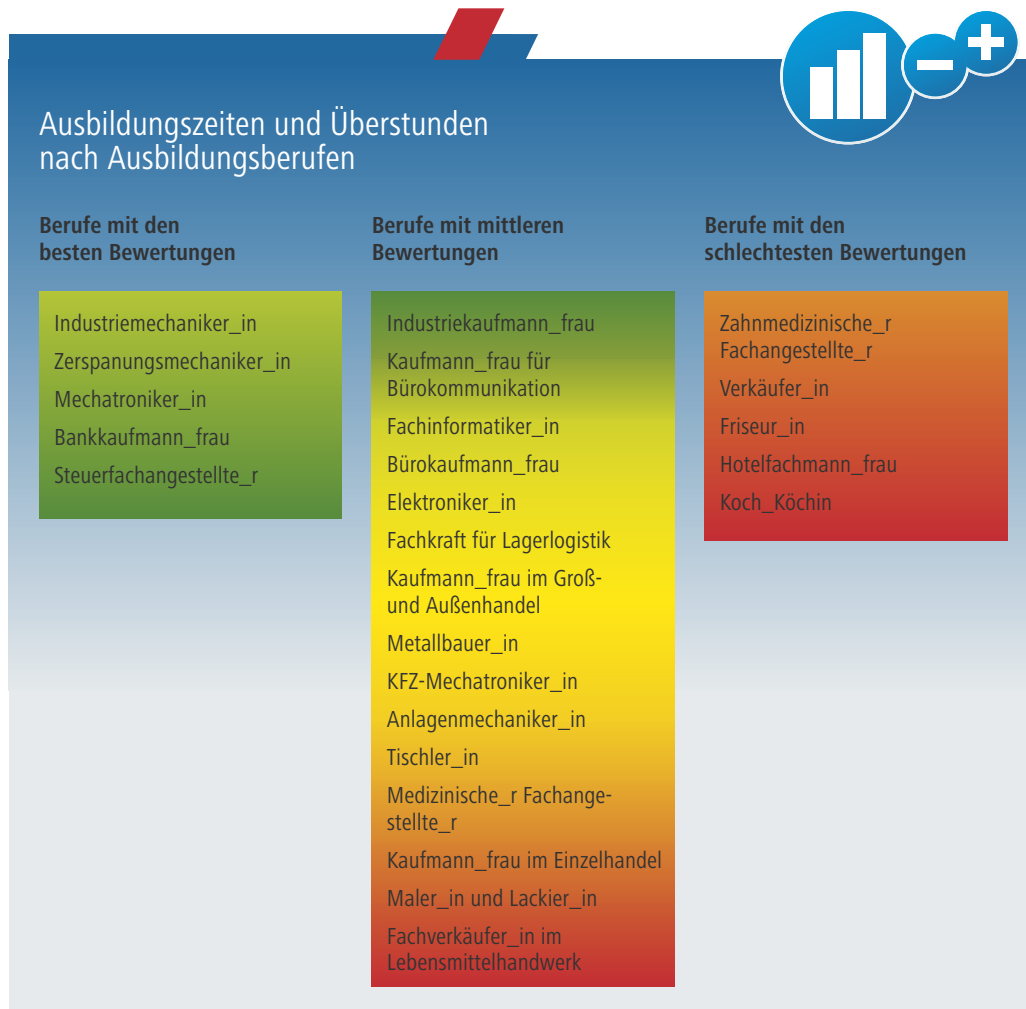 Ausbildungszeiten und Überstunden
nach Ausbildungsberufen
Berufe mit den
besten Bewertungen
Industriemechaniker_in
Zerspanungsmechaniker_in
Mechatroniker_in
Bankkaufmann_frau
Steuerfachangestellte_r
Berufe mit mittleren
Bewertungen
Industriekaufmann_frau
Kaufmann_frau für
Bürokommunikation
Fachinformatiker_in
Bürokaufmann_frau
Elektroniker_in
Fachkraft für Lagerlogistik
Kaufmann_frau im Groß-
und Außenhandel
Metallbauer_in
KFZ-Mechatroniker_in
Anlagenmechaniker_in
Tischler_in
Medizinische_r Fachange-
stellte_r
Kaufmann_frau im Einzelhandel
Maler_in und Lackier_in
Fachverkäufer_in im
Lebensmittelhandwerk
Berufe mit den
schlechtesten Bewertungen
Zahnmedizinische_r
Fachangestellte_r
Verkäufer_in
Friseur_in
Hotelfachmann_frau
Koch_Köchin